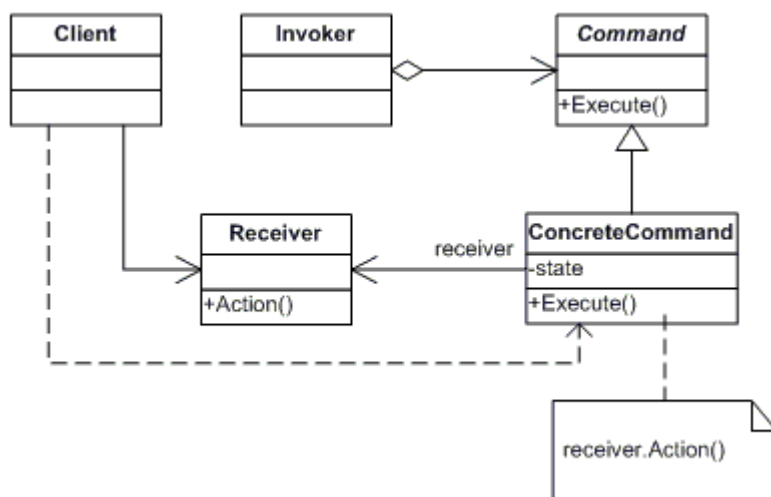 Client
Invoker
Command
+Execute()
Receiver
+Action()
receiver
ConcreteCommand
-state
+Execute()
receiver.Action()